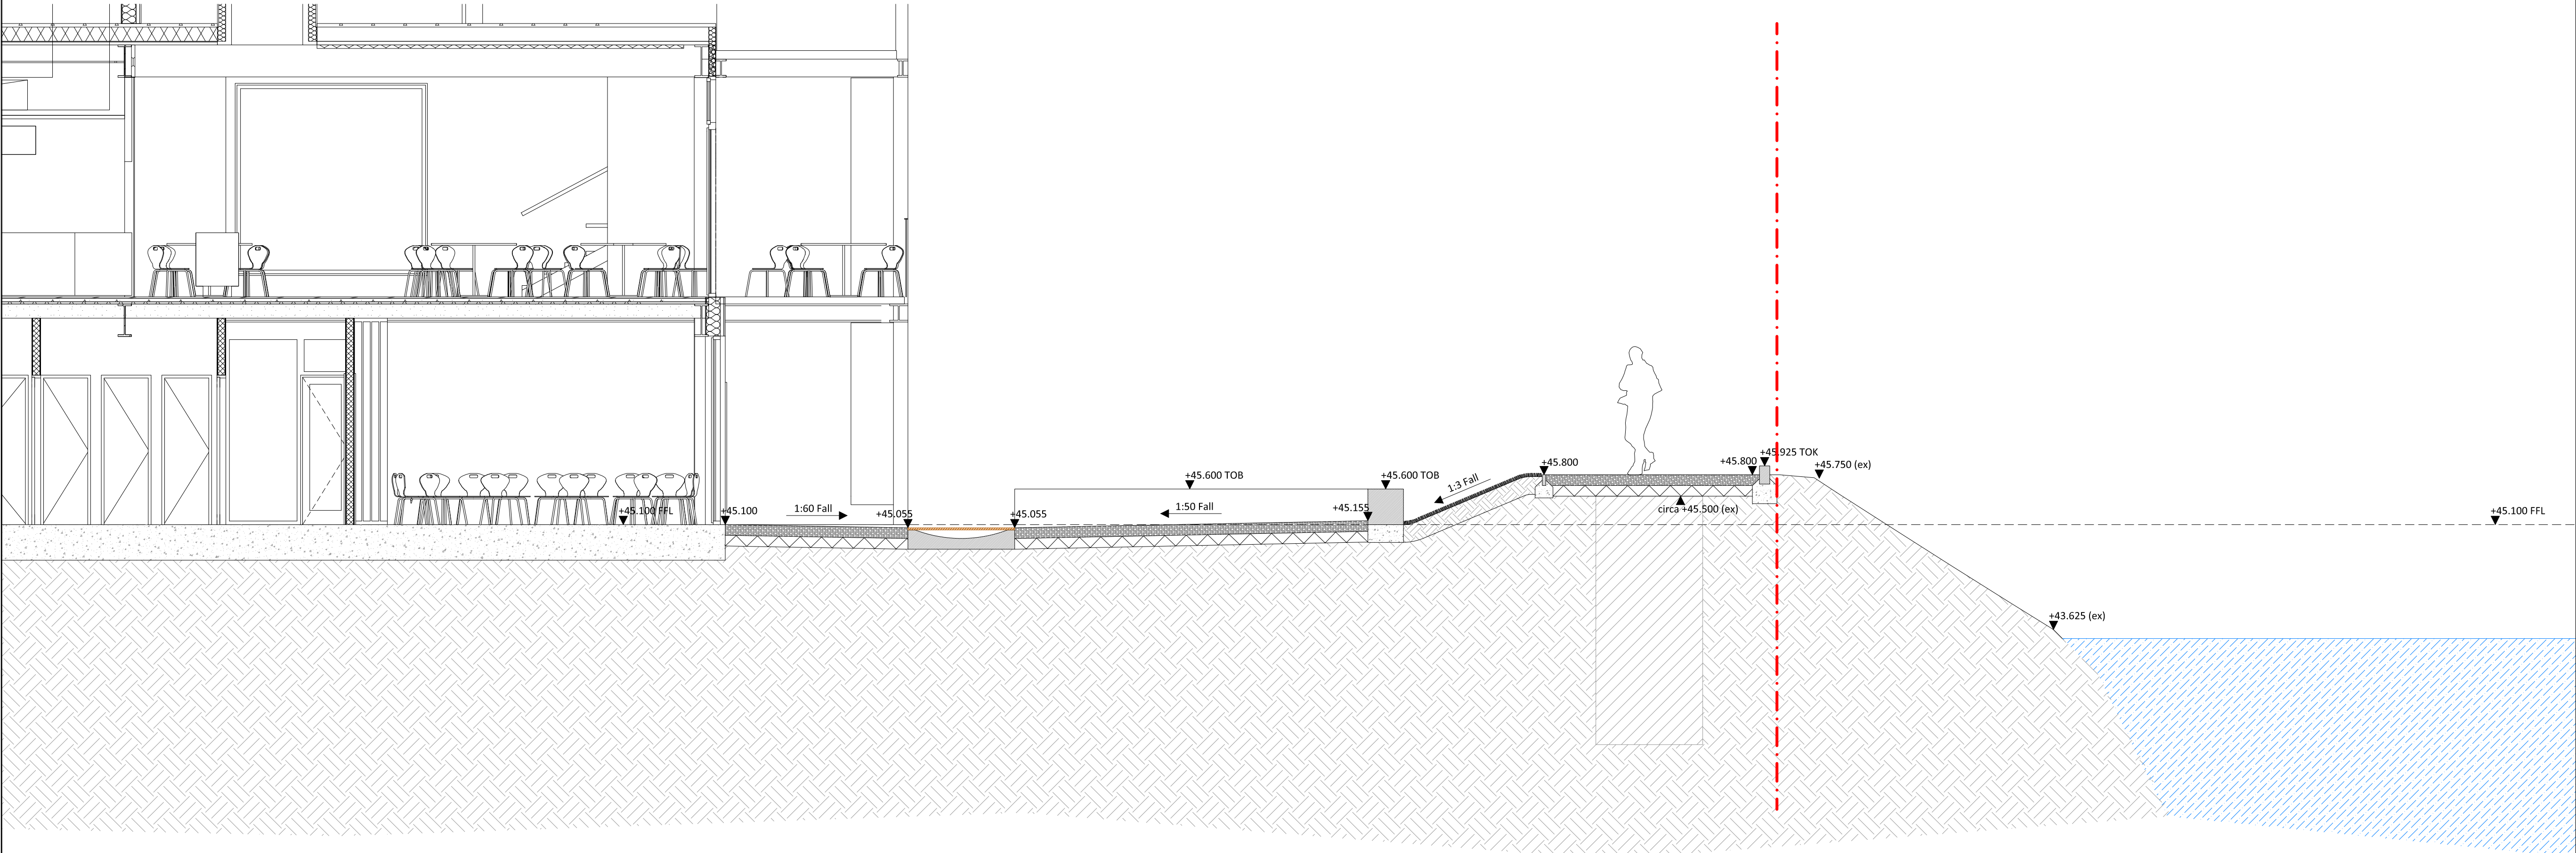 +45.800
+45.925 TOK
+45.800
+45.750 (ex)
+45.600 TOB
+45.600 TOB
1:3 Fall
+45.100 FFL
+45.100
1:60 Fall
+45.055
+45.055
1:50 Fall
+45.155
circa +45.500 (ex)
+45.100 FFL
+43.625 (ex)